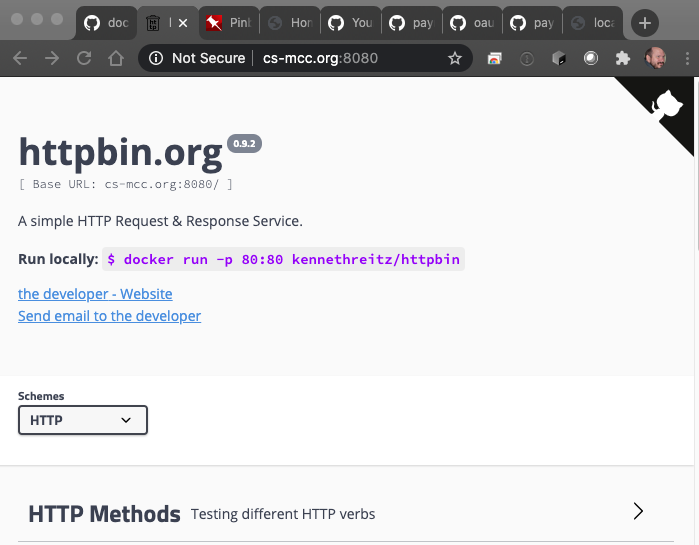 doc
Pint
Hon
You
pay
oau
pay
loca
Not Secure
cs-mcc.org:8080
httpbin.org 0.9.2
[ Base URL: cs-mcc.org:8080/ ]
A simple HTTP Request & Response Service.
Run locally: $ docker run -p 80:80 kennethreitz/httpbin
the developer - Website
Send email to the developer
Schemes
HTTP
HTTP Methods Testing different HTTP verbs